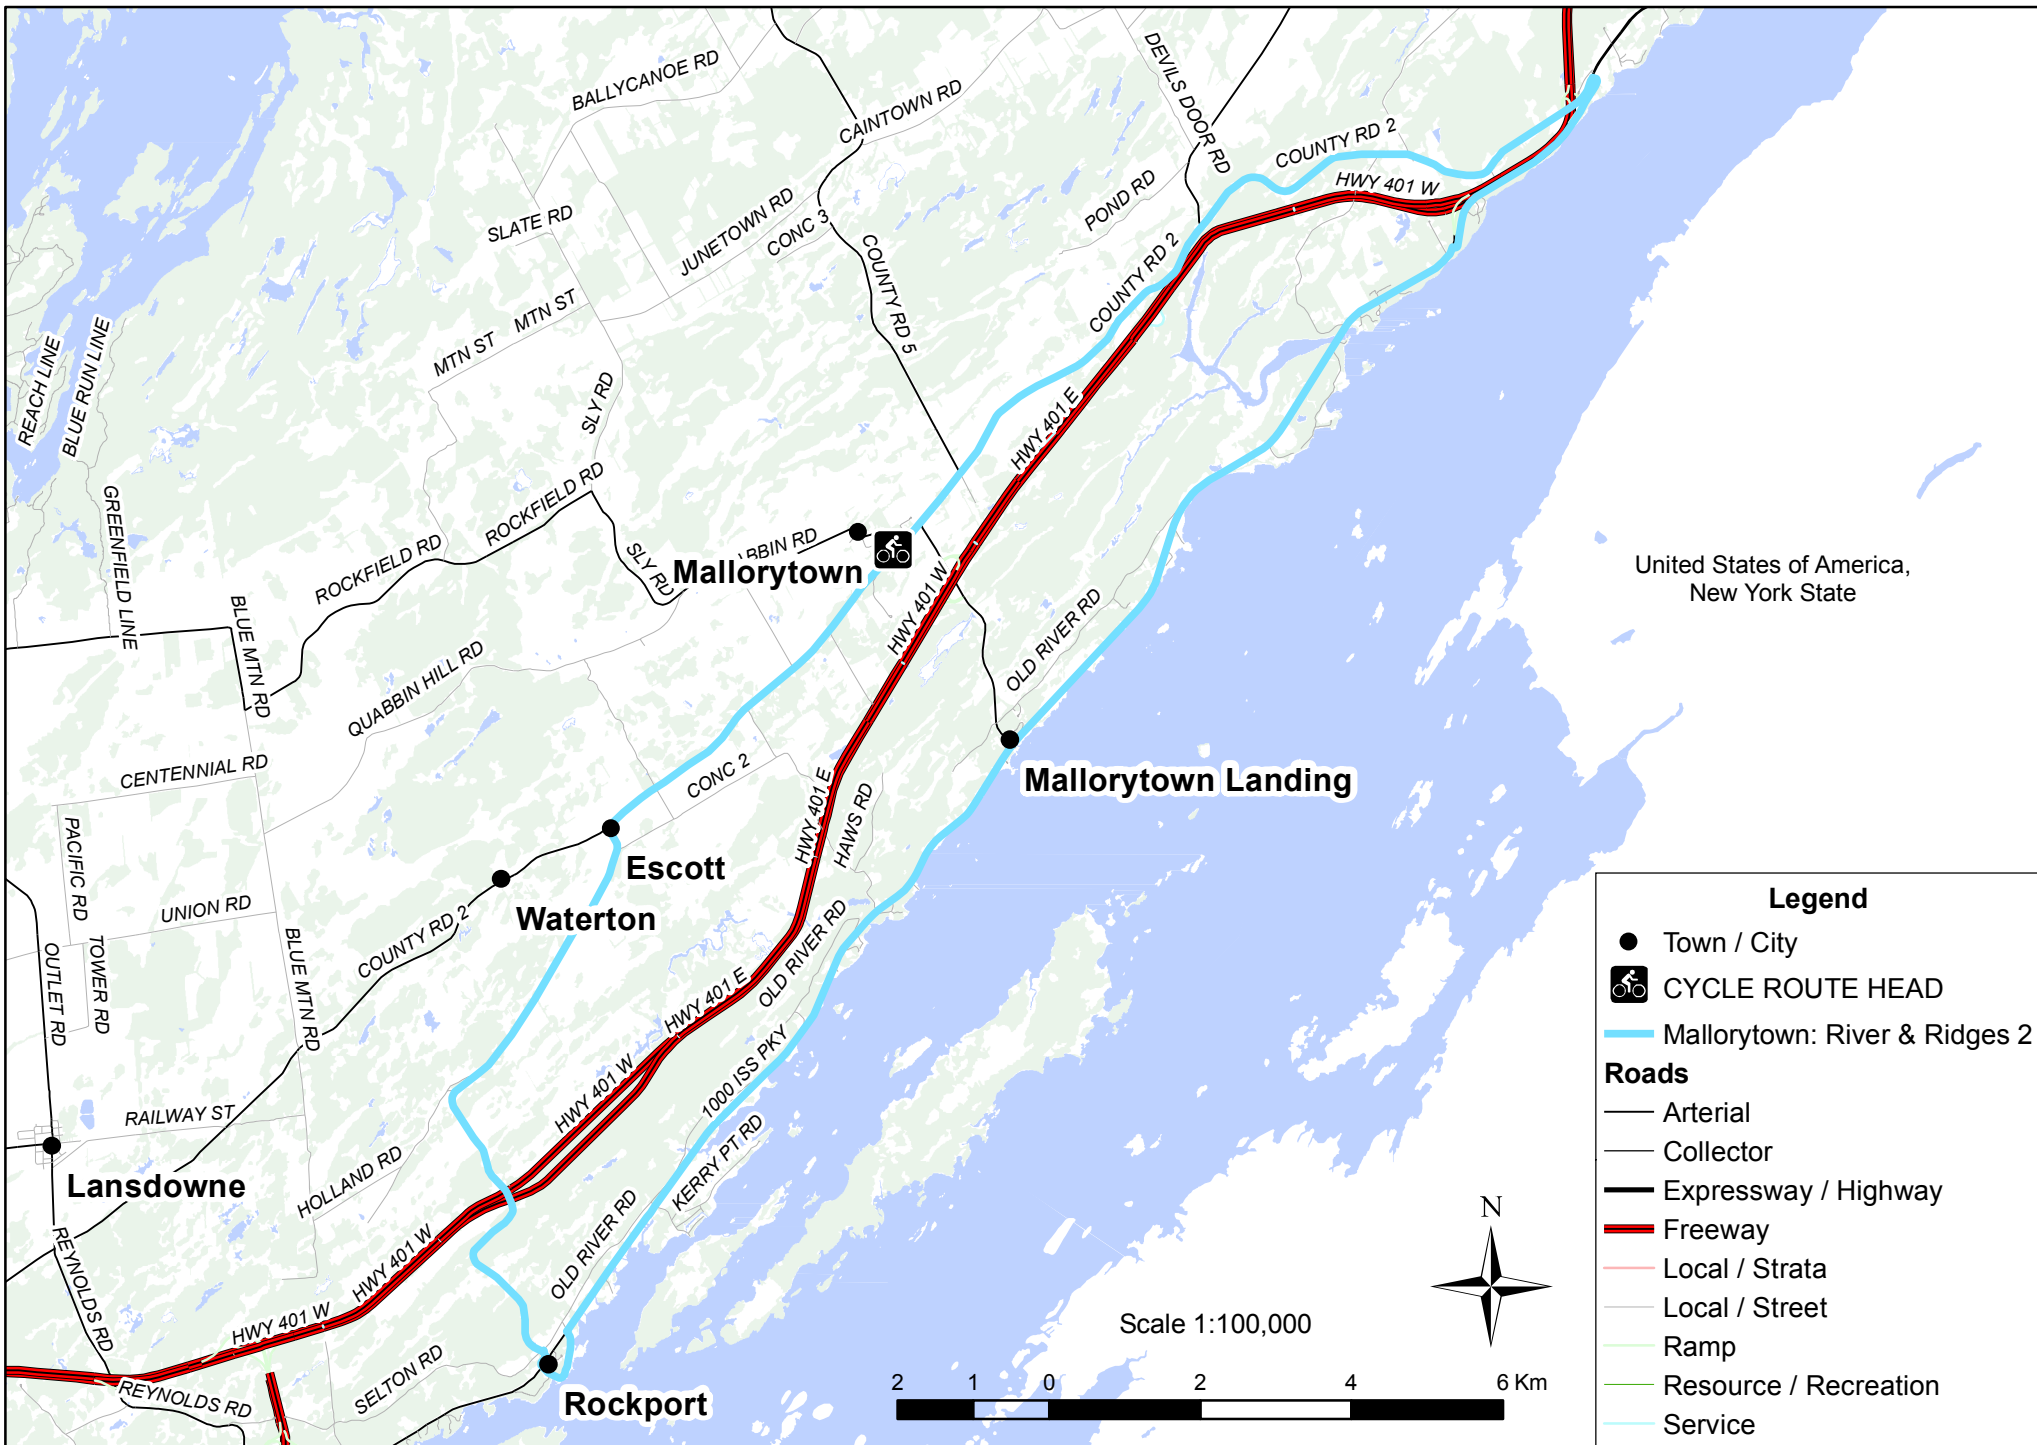 BALLYCANOE RD
DEVILS DOOR RD
CAINTOWN RD
COUNTY RD 2
HWY 401 W
POND RD
SLATE RD
JUNETOWN RD
CONC 3
COUNTY RD 5
COUNTY RD 2
MTN ST
MTN ST
REACH LINE
BLUE RUN LINE
SLY RD
HWY 401 E
GREENFIELD LINE
ROCKFIELD RD
ROCKFIELD RD
SLY RD
ABBIN RD
Mallorytown
HWY 401 W
OLD RIVER RD
United States of America,
New York State
BLUE MTN RD
QUABBIN HILL RD
CENTENNIAL RD
CONC 2
Mallorytown Landing
HWY 401 E
HAWS RD
PACIFIC RD
Escott
UNION RD
Waterton
COUNTY RD 2
OUTLET RD
TOWER RD
BLUE MTN RD
OLD RIVER RD
HWY 401 E
1000 ISS PKY
HWY 401 W
RAILWAY ST
KERRY PT RD
HOLLAND RD
Lansdowne
OLD RIVER RD
REYNOLDS RD
HWY 401 W
HWY 401 W
SELTON RD
REYNOLDS RD
Rockport
N
Scale 1:100,000
2 1 0 2 4 6 Km
Legend
Town / City
CYCLE ROUTE HEAD
Mallorytown: River & Ridges 2
Roads
Arterial
Collector
Expressway / Highway
Freeway
Local / Strata
Local / Street
Ramp
Resource / Recreation
Service